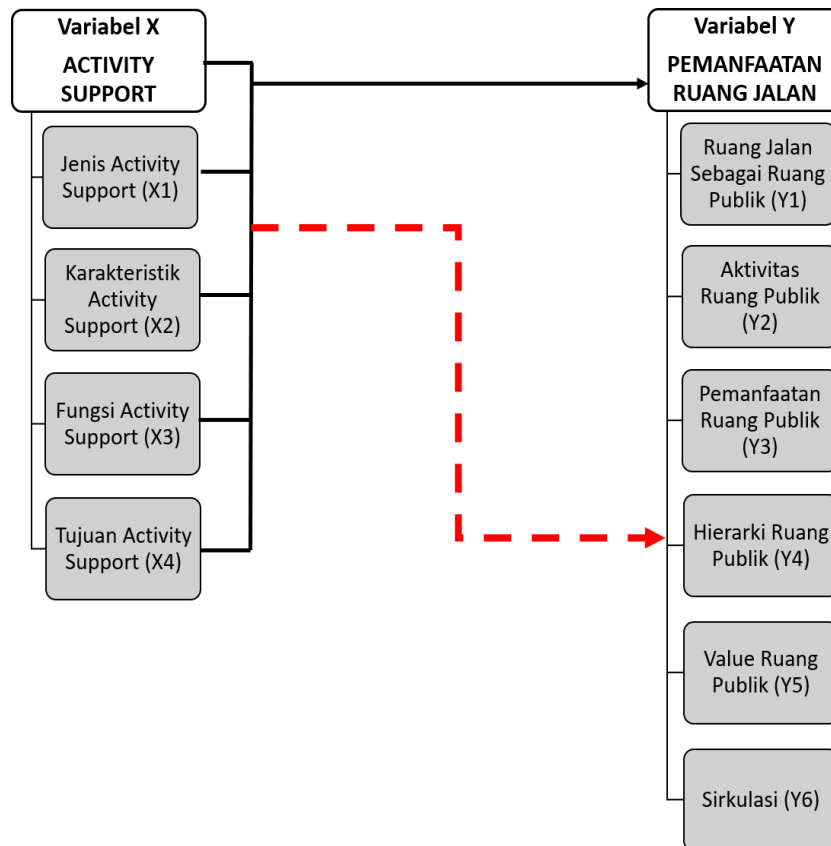 Variabel X
ACTIVITY
SUPPORT
Jenis Activity
Support (X1)
Karakteristik
Activity
Support (X2)
Fungsi Activity
Support (X3)
Tujuan Activity
Support (X4)
Variabel Y
PEMANFAATAN
RUANG JALAN
Ruang Jalan
Sebagai Ruang
Publik (Y1)
Aktivitas
Ruang Publik
(Y2)
Pemanfaatan
Ruang Publik
(Y3)
Hierarki Ruang
Publik (Y4)
Value Ruang
Publik (Y5)
Sirkulasi (Y6)